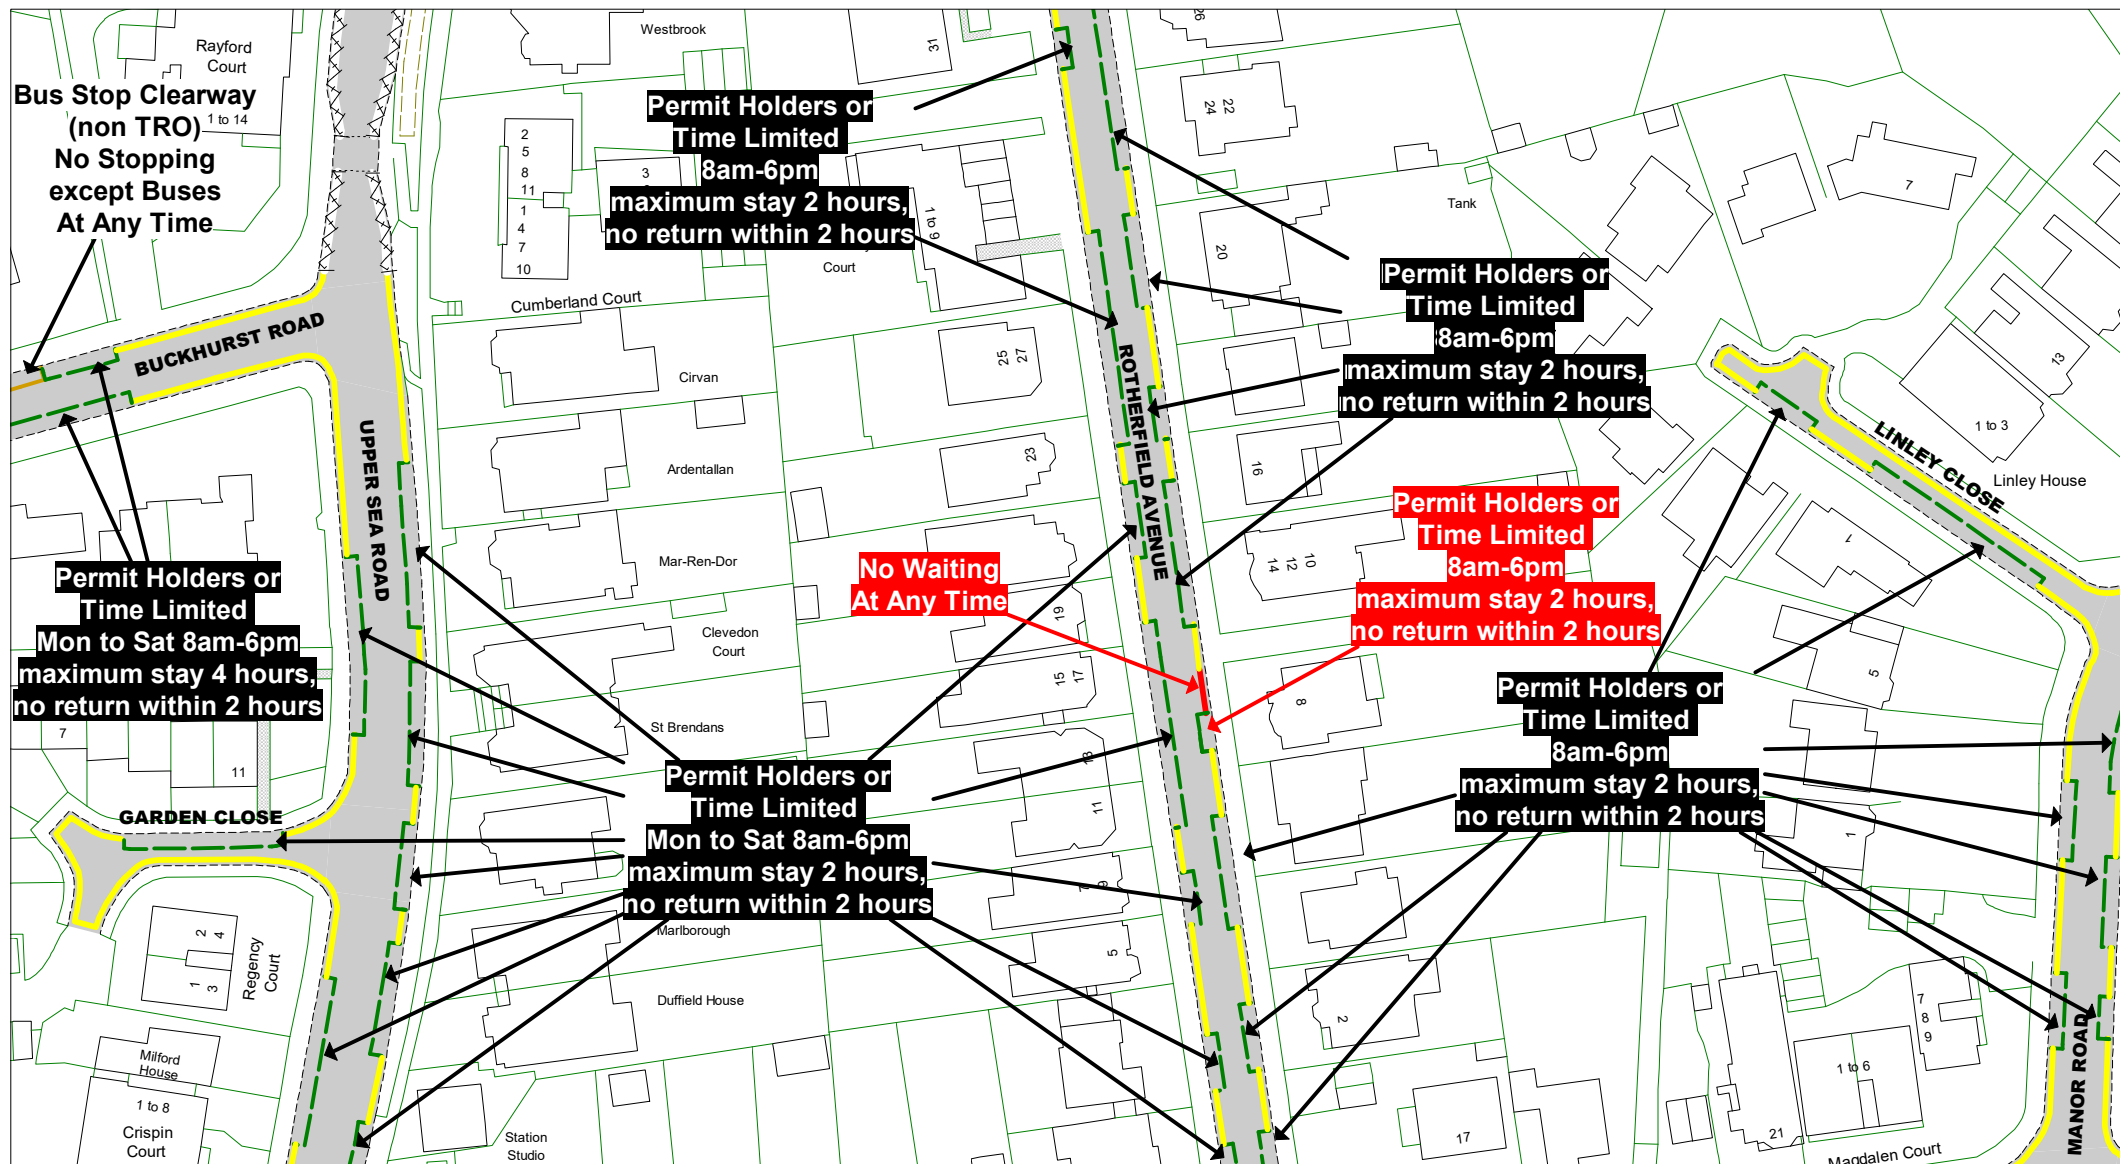 Westbrook
31
26
Rayford
Court
1 to 14
Bus Stop Clearway
(non TRO)
No Stopping
except Buses
At Any Time
Permit Holders or
Time Limited
8am-6pm
maximum stay 2 hours,
no return within 2 hours
24
22
2
5
8
11
1
4
7
10
3
1 to 9
Court
Tank
7
20
13
Cumberland Court
Permit Holders or
Time Limited
8am-6pm
maximum stay 2 hours,
no return within 2 hours
BUCKHURST ROAD
25
27
Cirvan
ROTHERFIELD AVENUE
1 to 3
LINLEY CLOSE
Linley House
UPPER SEA ROAD
Ardentallan
23
16
Permit Holders or
Time Limited
8am-6pm
maximum stay 2 hours,
no return within 2 hours
Mar-Ren-Dor
No Waiting
At Any Time
14
12
10
1
Permit Holders or
Time Limited
Mon to Sat 8am-6pm
maximum stay 4 hours,
no return within 2 hours
Clevedon
Court
19
17
15
5
8
Permit Holders or
Time Limited
8am-6pm
maximum stay 2 hours,
no return within 2 hours
7
11
St Brendans
Permit Holders or
Time Limited
Mon to Sat 8am-6pm
maximum stay 2 hours,
no return within 2 hours
11
1
GARDEN CLOSE
Marlborough
5
2
4
1
3
Regency
Court
Duffield House
2
7
8
9
MANOR ROAD
Milford
House
1 to 8
Crispin
Court
Station
Studio
17
21
1 to 6
Magdalen Court